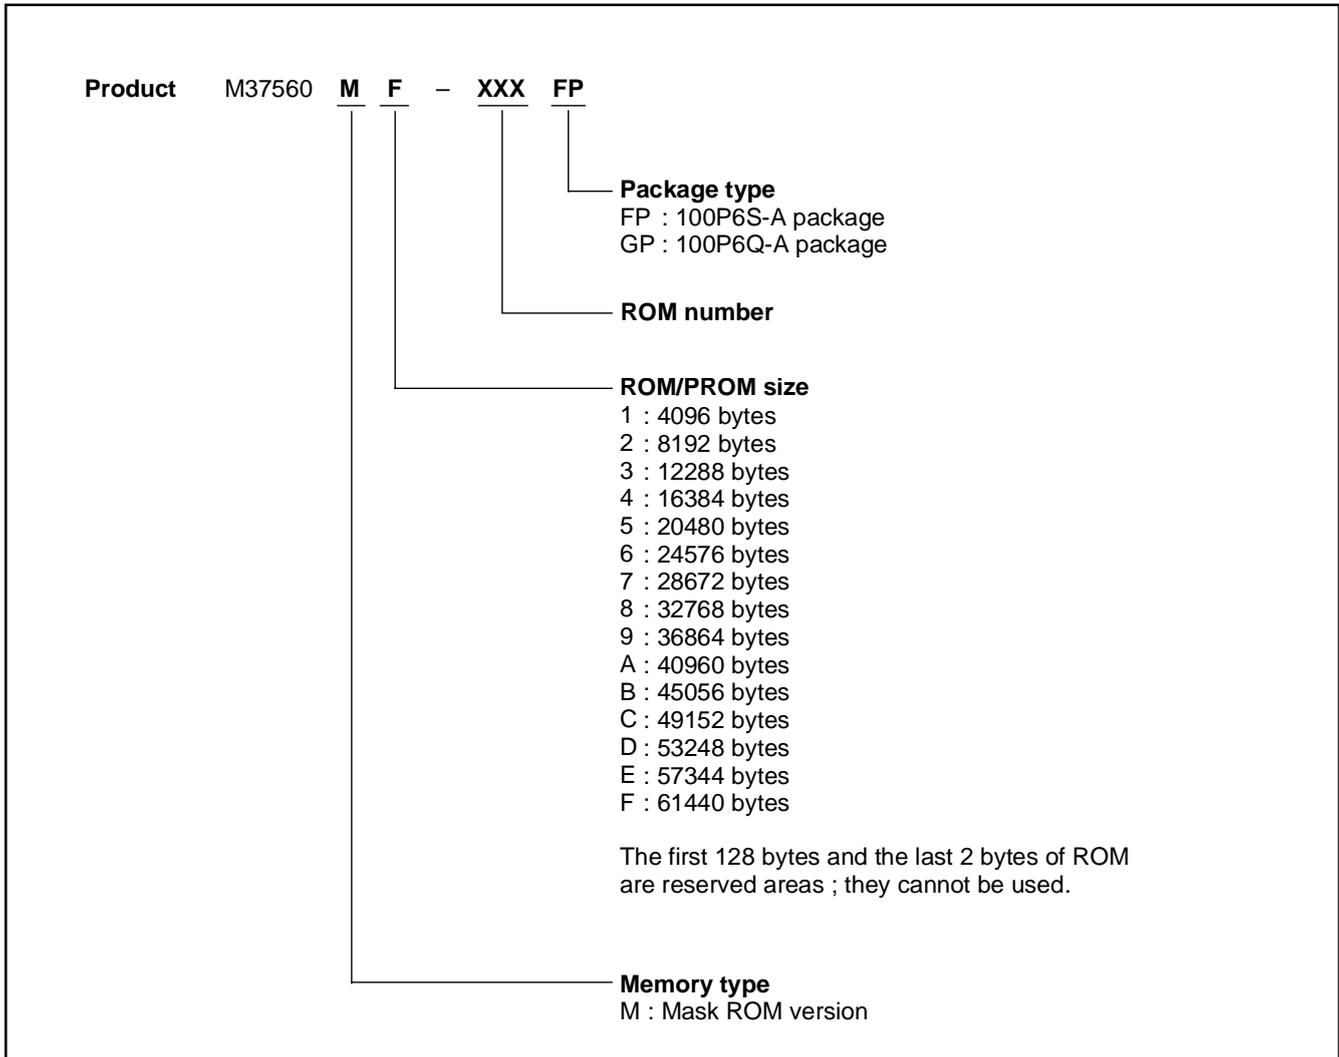 Product M37560 M F – XXX FP
Package type
FP : 100P6S-A package
GP : 100P6Q-A package
ROM number
ROM/PROM size
1 : 4096 bytes
2 : 8192 bytes
3 : 12288 bytes
4 : 16384 bytes
5 : 20480 bytes
6 : 24576 bytes
7 : 28672 bytes
8 : 32768 bytes
9 : 36864 bytes
A : 40960 bytes
B : 45056 bytes
C : 49152 bytes
D : 53248 bytes
E : 57344 bytes
F : 61440 bytes
The first 128 bytes and the last 2 bytes of ROM
are reserved areas ; they cannot be used.
Memory type
M : Mask ROM version